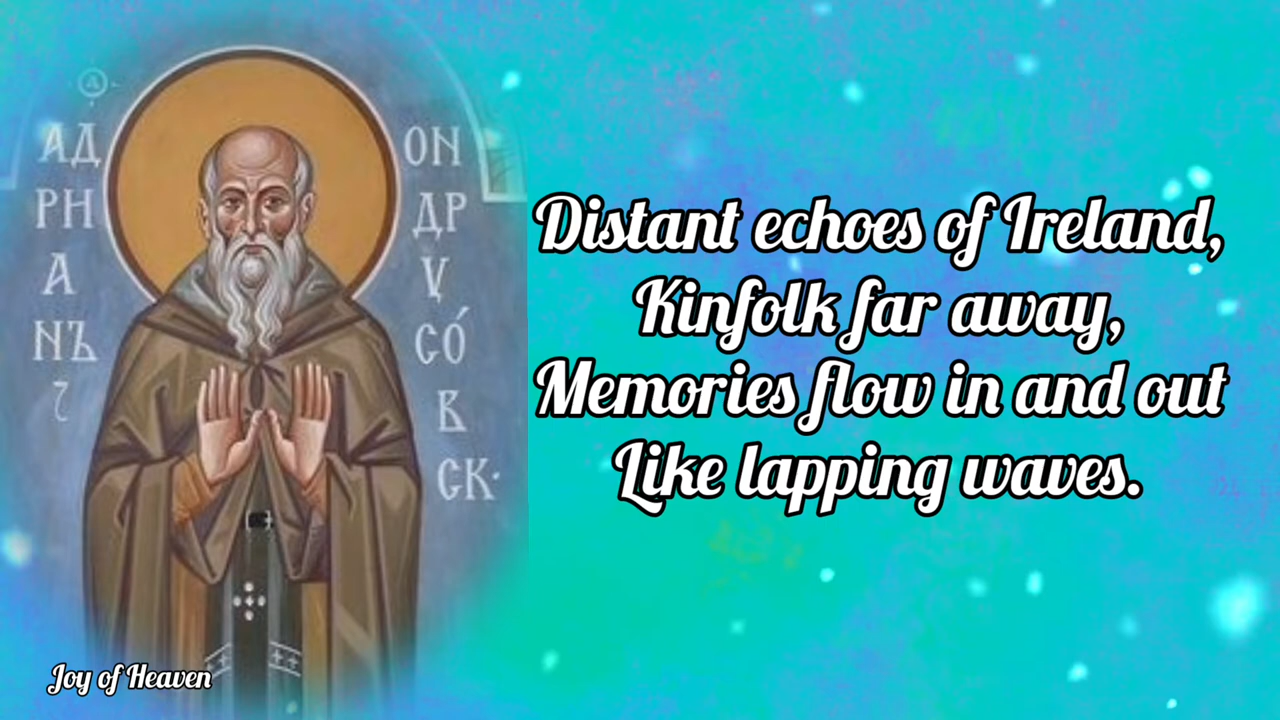 А
АД
РН
А
НЪ
ОН
ДР
Ѵ
СО́
В
СК·
Distant echoes of Ireland,
Kinfolk far away,
Memories flow in and out
Like lapping waves.
Joy of Heaven